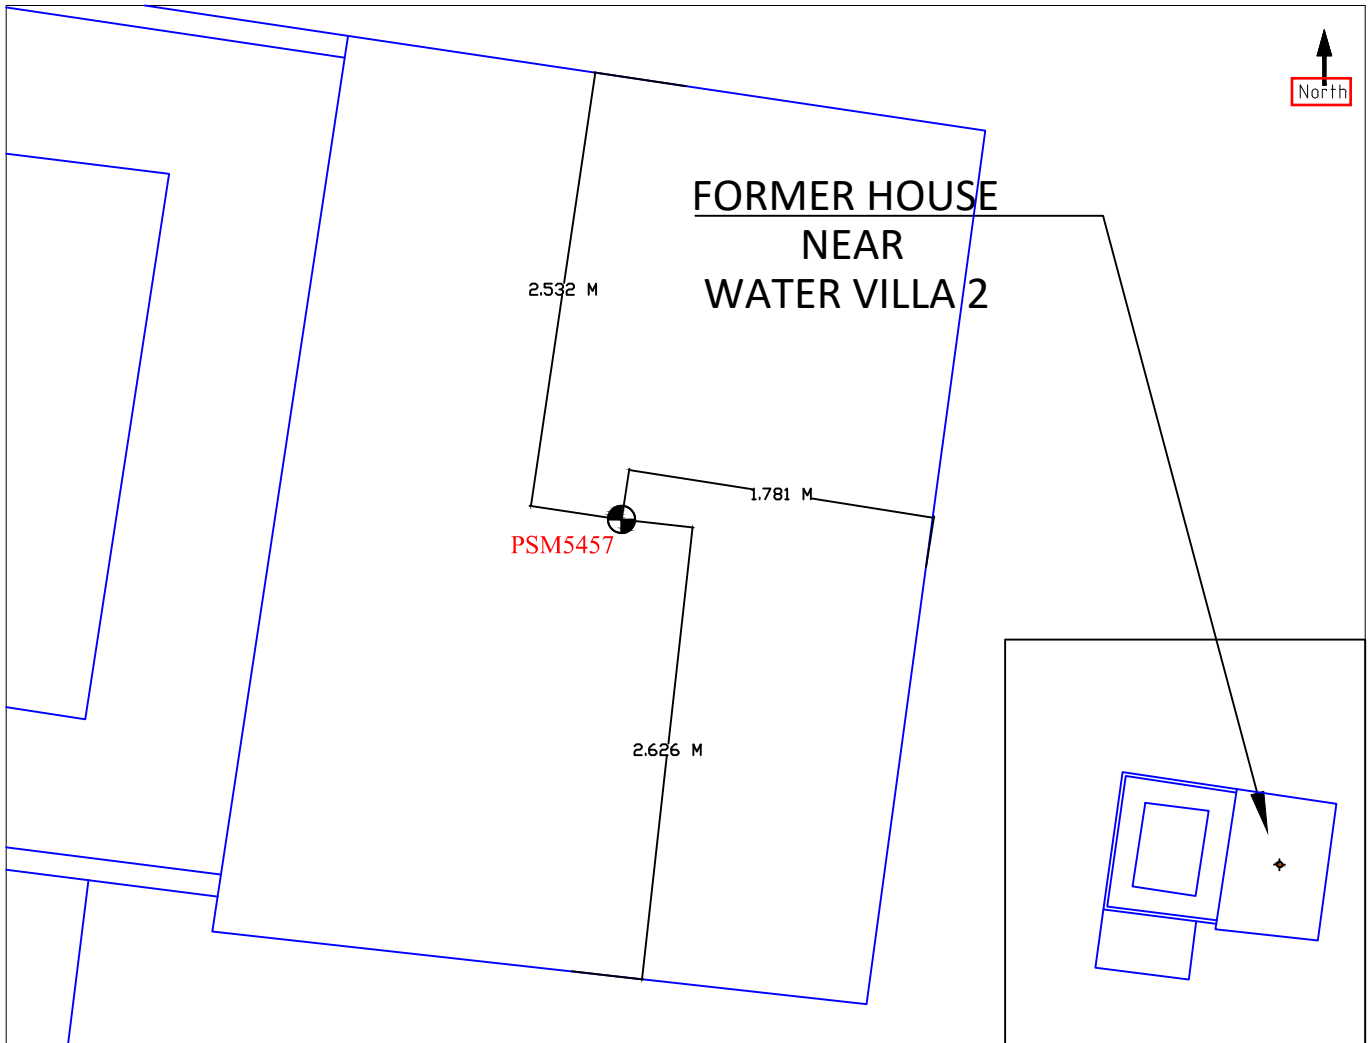 North
FORMER HOUSE
NEAR
WATER VILLA 2
2.532 M
1.781 M
PSM5457
2.626 M